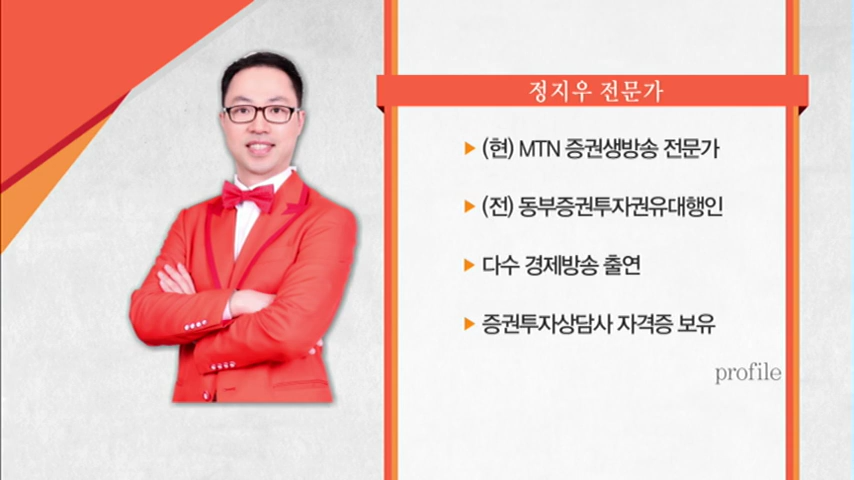 정지우 전문가
(현) MTN 증권생방송 전문가
(전) 동부증권투자권유대행인
다수 경제방송 출연
증권투자상담사 자격증 보유
profile